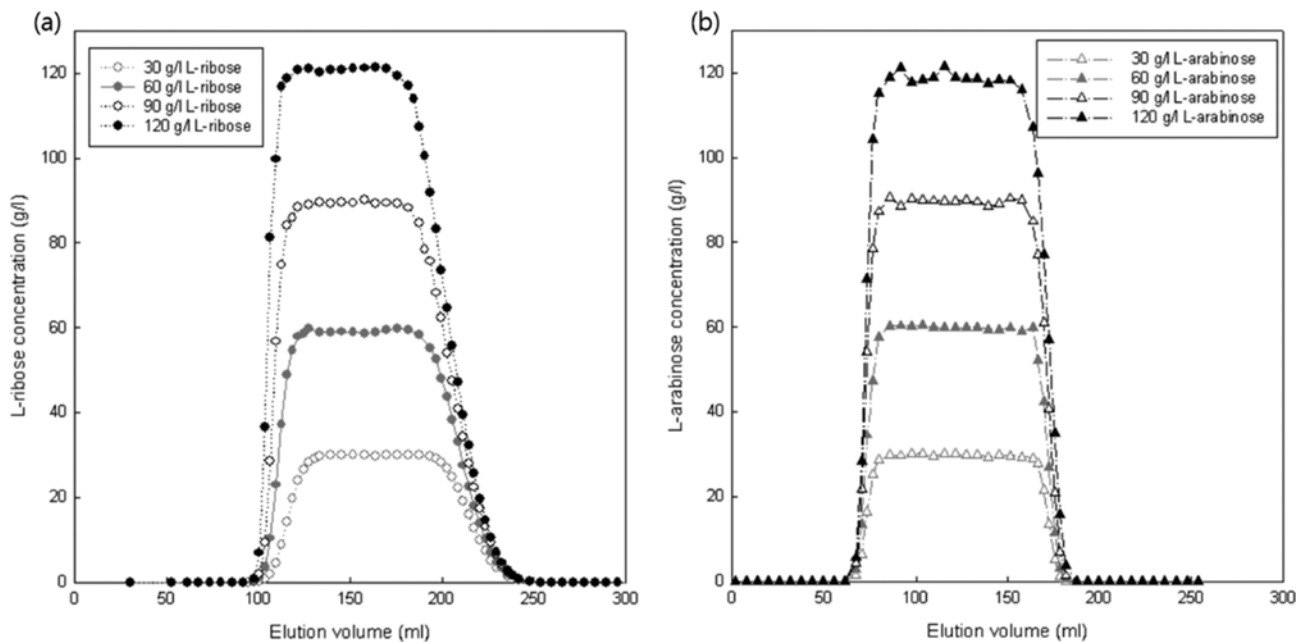 (a)
30 g/l L-ribose
60 g/l L-ribose
90 g/l L-ribose
120 g/l L-ribose
L-ribose concentration (g/l)
120
100
80
60
40
20
0
0 50 100 150 200 250 300
Elution volume (ml)
(b)
30 g/l L-arabinose
60 g/l L-arabinose
90 g/l L-arabinose
120 g/l L-arabinose
L-arabinose concentration (g/l)
120
100
80
60
40
20
0
0 50 100 150 200 250 300
Elution volume (ml)